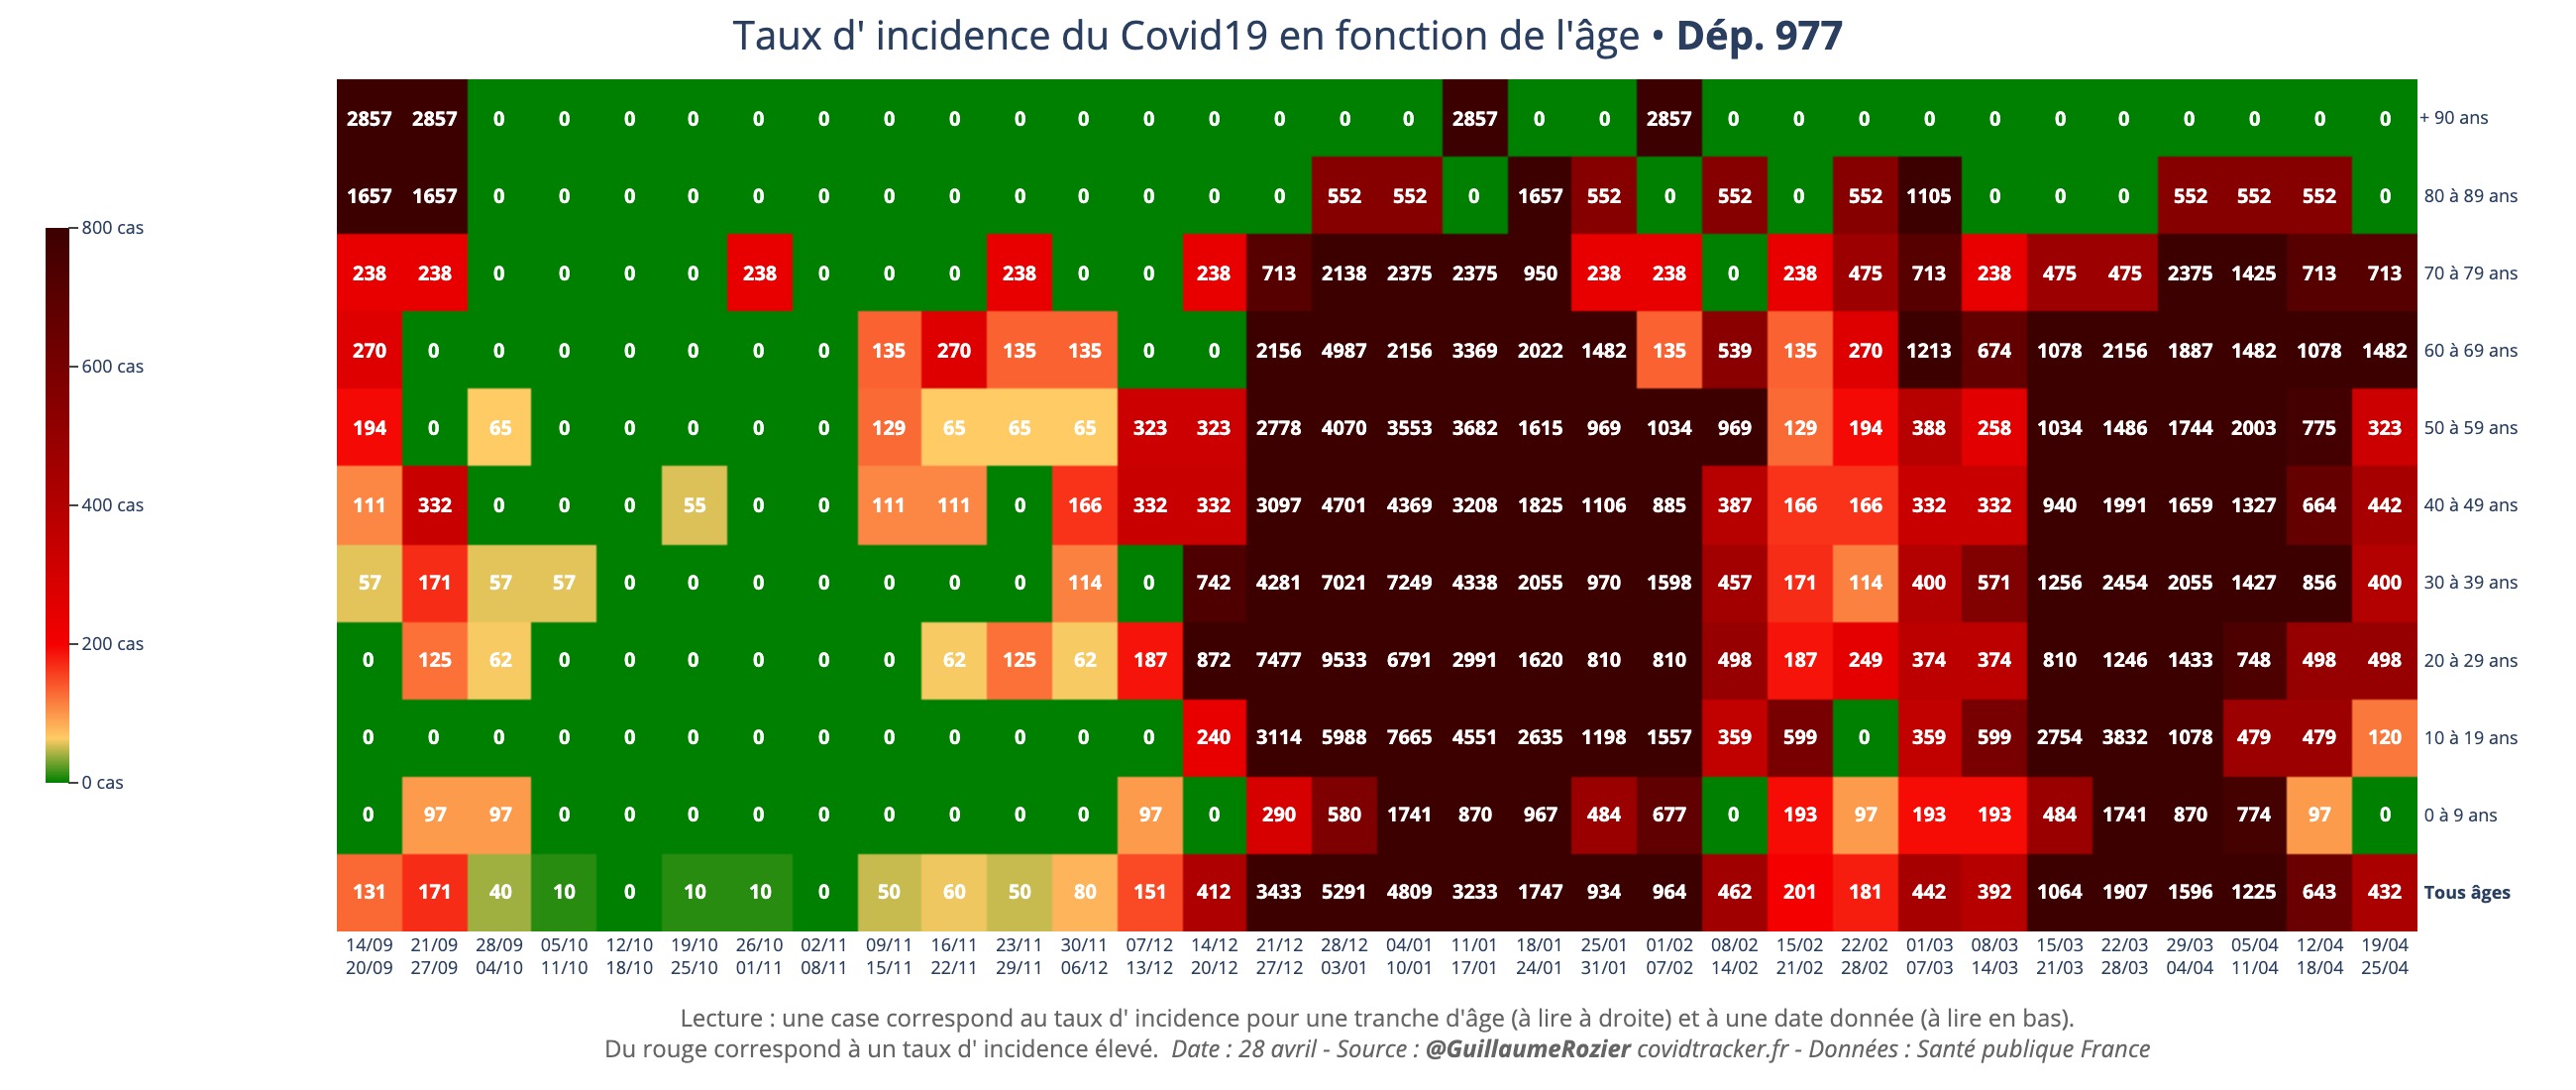 Taux d' incidence du Covid19 en fonction de l'âge • Dép. 977
800 cas
600 cas
400 cas
200 cas
0 cas
2857 2857 0 0 0 0 0 0 0 0 0 0 0 0 0 0 0 2857 0 0 2857 0 0 0 0 0 0 0 0 0 0 0 + 90 ans
1657 1657 0 0 0 0 0 0 0 0 0 0 0 0 0 552 552 0 1657 552 0 552 0 552 1105 0 0 0 552 552 552 0 80 à 89 ans
238 238 0 0 0 0 238 0 0 0 238 0 0 238 713 2138 2375 2375 950 238 238 0 238 475 713 238 475 475 2375 1425 713 713 70 à 79 ans
270 0 0 0 0 0 0 0 135 270 135 135 0 0 2156 4987 2156 3369 2022 1482 135 539 135 270 1213 674 1078 2156 1887 1482 1078 1482 60 à 69 ans
194 0 65 0 0 0 0 0 129 65 65 65 323 323 2778 4070 3553 3682 1615 969 1034 969 129 194 388 258 1034 1486 1744 2003 775 323 50 à 59 ans
111 332 0 0 0 55 0 0 111 111 0 166 332 332 3097 4701 4369 3208 1825 1106 885 387 166 166 332 332 940 1991 1659 1327 664 442 40 à 49 ans
57 171 57 57 0 0 0 0 0 0 0 114 0 742 4281 7021 7249 4338 2055 970 1598 457 171 114 400 571 1256 2454 2055 1427 856 400 30 à 39 ans
0 125 62 0 0 0 0 0 0 62 125 62 187 872 7477 9533 6791 2991 1620 810 810 498 187 249 374 374 810 1246 1433 748 498 498 20 à 29 ans
0 0 0 0 0 0 0 0 0 0 0 0 0 240 3114 5988 7665 4551 2635 1198 1557 359 599 0 359 599 2754 3832 1078 479 479 120 10 à 19 ans
0 97 97 0 0 0 0 0 0 0 0 0 97 0 290 580 1741 870 967 484 677 0 193 97 193 193 484 1741 870 774 97 0 0 à 9 ans
131 171 40 10 0 10 10 0 50 60 50 80 151 412 3433 5291 4809 3233 1747 934 964 462 201 181 442 392 1064 1907 1596 1225 643 432 Tous âges
14/09 21/09 28/09 05/10 12/10 19/10 26/10 02/11 09/11 16/11 23/11 30/11 07/12 14/12 21/12 28/12 04/01 11/01 18/01 25/01 01/02 08/02 15/02 22/02 01/03 08/03 15/03 22/03 29/03 05/04 12/04 19/04
20/09 27/09 04/10 11/10 18/10 25/10 01/11 08/11 15/11 22/11 29/11 06/12 13/12 20/12 27/12 03/01 10/01 17/01 24/01 31/01 07/02 14/02 21/02 28/02 07/03 14/03 21/03 28/03 04/04 11/04 18/04 25/04
Lecture : une case correspond au taux d' incidence pour une tranche d'âge (à lire à droite) et à une date donnée (à lire en bas).
Du rouge correspond à un taux d' incidence élevé. Date : 28 avril - Source : @GuillaumeRozier covidtracker.fr - Données : Santé publique France